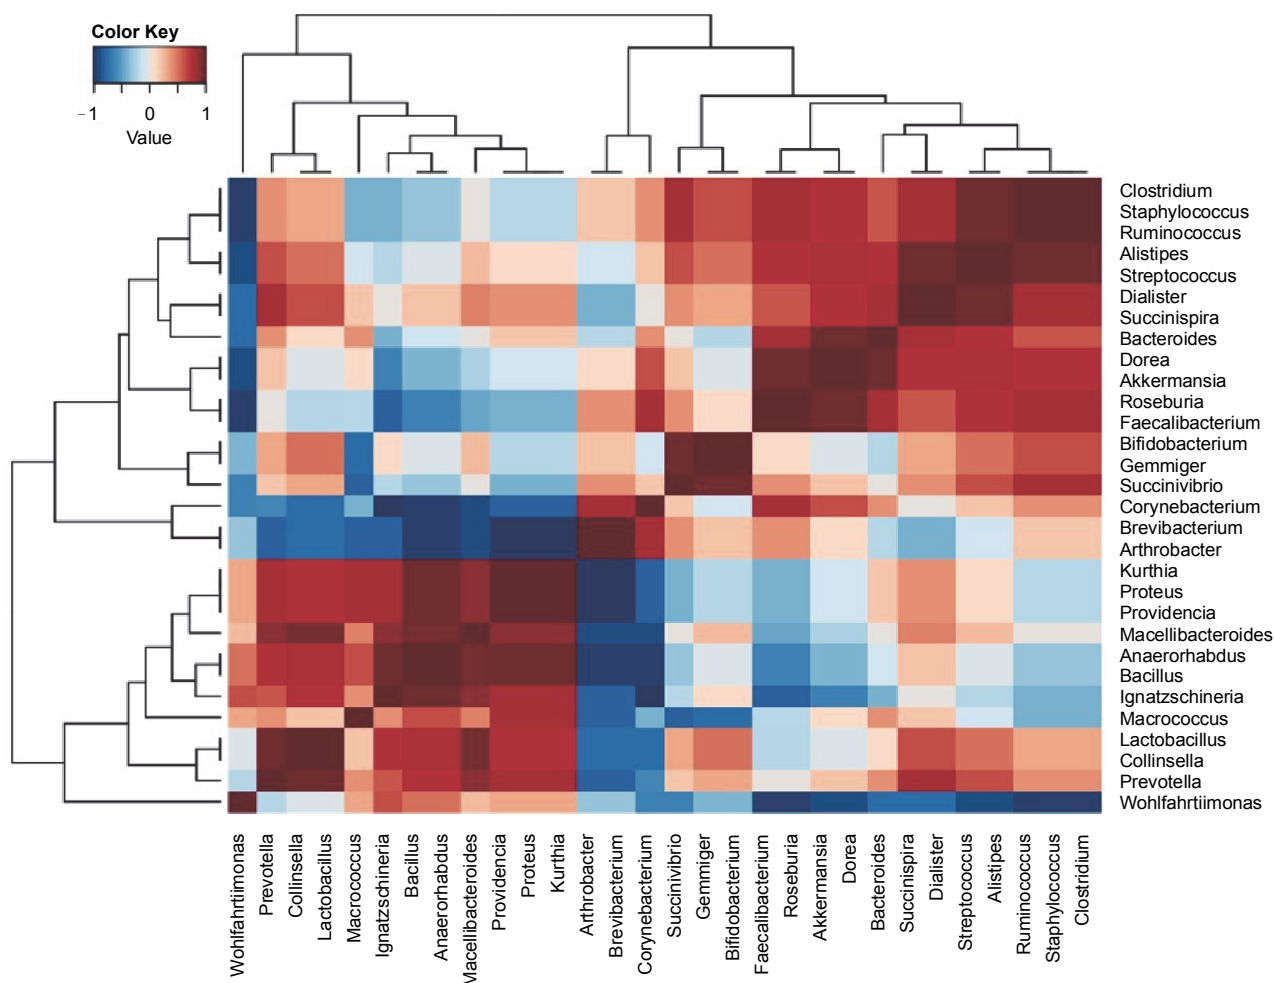 Color Key
−1 0 1
Value
Clostridium
Staphylococcus
Ruminococcus
Alistipes
Streptococcus
Dialister
Succinispira
Bacteroides
Dorea
Akkermansia
Roseburia
Faecalibacterium
Bifidobacterium
Gemmiger
Succinivibrio
Corynebacterium
Brevibacterium
Arthrobacter
Kurthia
Proteus
Providencia
Macellibacteroides
Anaerorhabdus
Bacillus
Ignatzschineria
Macrococcus
Lactobacillus
Collinsella
Prevotella
Wohlfahrtiimonas
Wohlfahrtiimonas
Prevotella
Collinsella
Lactobacillus
Macrococcus
Ignatzschineria
Bacillus
Anaerorhabdus
Macellibacteroides
Providencia
Proteus
Kurthia
Arthrobacter
Brevibacterium
Corynebacterium
Succinivibrio
Gemmiger
Bifidobacterium
Faecalibacterium
Roseburia
Akkermansia
Dorea
Bacteroides
Succinispira
Dialister
Streptococcus
Alistipes
Ruminococcus
Staphylococcus
Clostridium